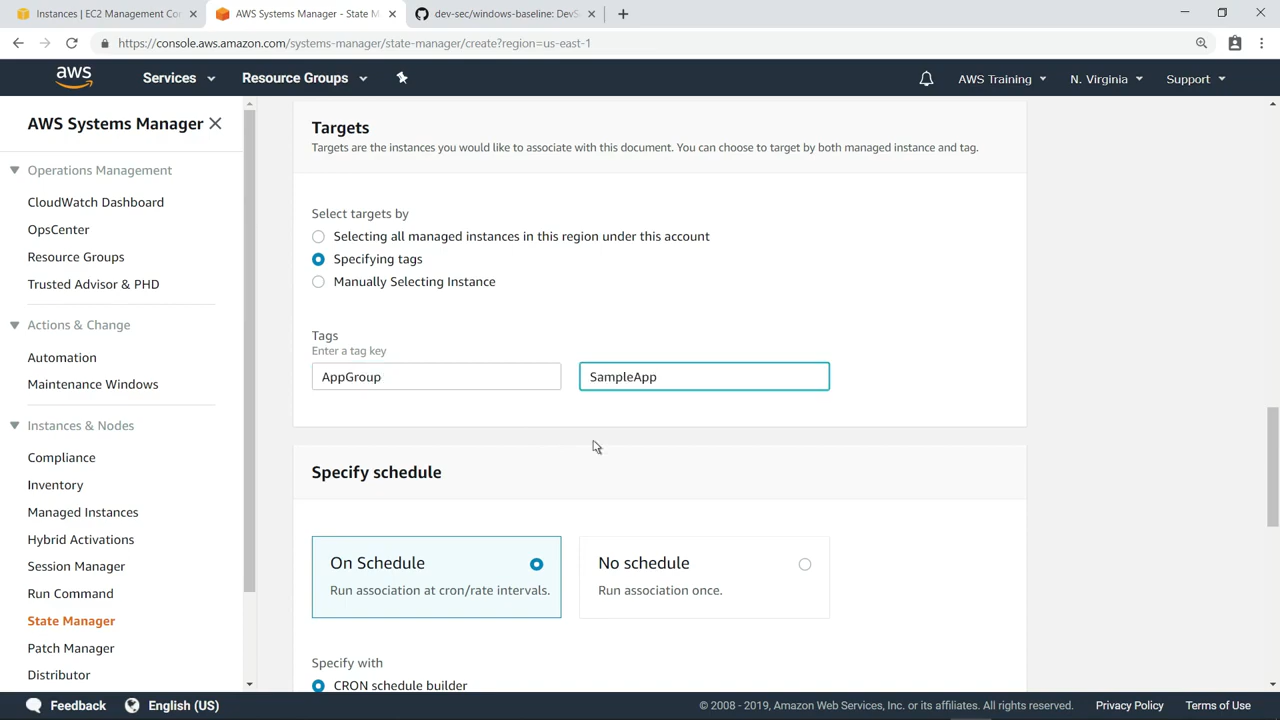 Instances | EC2 Management Co
AWS Systems Manager - State M
dev-sec/windows-baseline: DevS
https://console.aws.amazon.com/systems-manager/state-manager/create?region=us-east-1
aws
Services
Resource Groups
AWS Training
N. Virginia
Support
AWS Systems Manager
Operations Management
CloudWatch Dashboard
OpsCenter
Resource Groups
Trusted Advisor & PHD
Actions & Change
Automation
Maintenance Windows
Instances & Nodes
Compliance
Inventory
Managed Instances
Hybrid Activations
Session Manager
Run Command
State Manager
Patch Manager
Distributor
Targets
Targets are the instances you would like to associate with this document. You can choose to target by both managed instance and tag.
Select targets by
Selecting all managed instances in this region under this account
Specifying tags
Manually Selecting Instance
Tags
Enter a tag key
AppGroup
SampleApp
Specify schedule
On Schedule
Run association at cron/rate intervals.
No schedule
Run association once.
Specify with
CRON schedule builder
Feedback
English (US)
© 2008 - 2019, Amazon Web Services, Inc. or its affiliates. All rights reserved.
Privacy Policy
Terms of Use